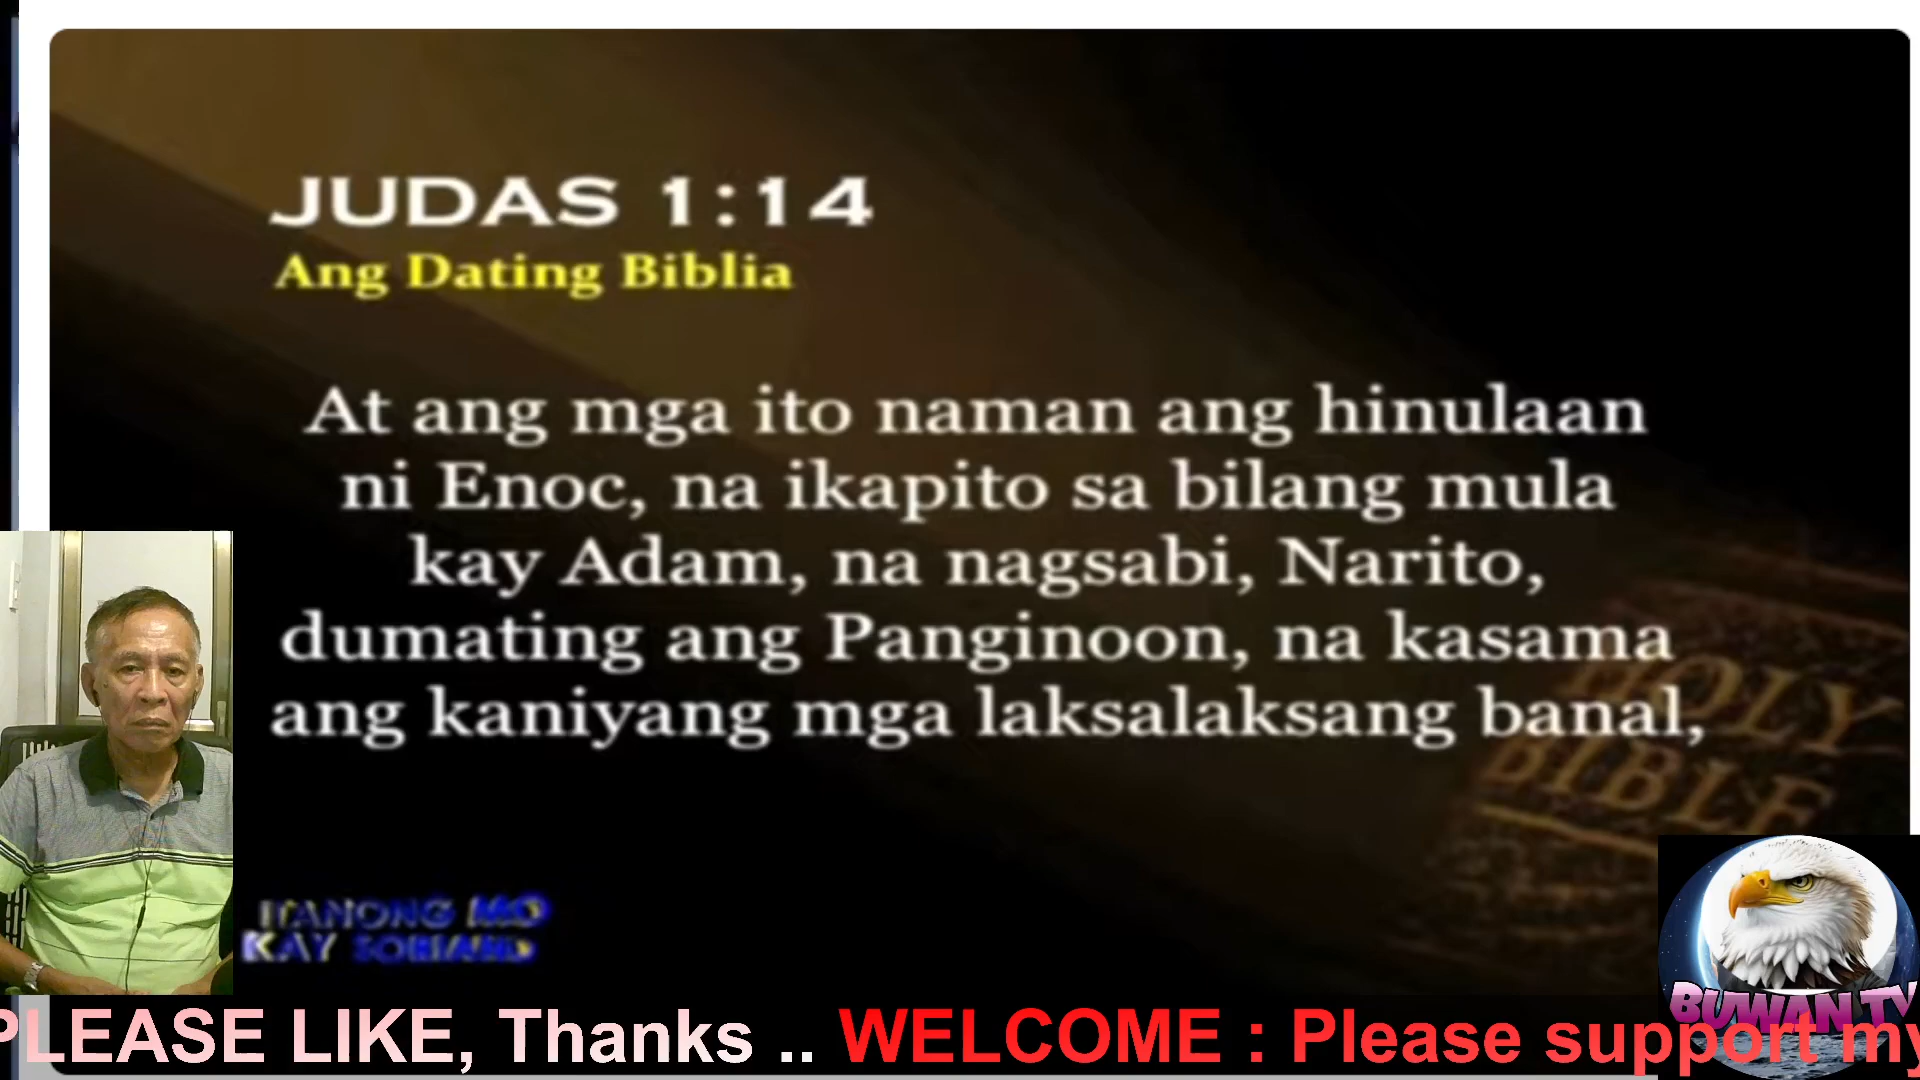 JUDAS 1:14
Ang Dating Biblia
At ang mga ito naman ang hinulaan
ni Enoc, na ikapito sa bilang mula
kay Adam, na nagsabi, Narito,
dumating ang Panginoon, na kasama
ang kaniyang mga laksalaksang banal,
HOLY
BIBLE
MO
KAY
BUWAN TV
PLEASE LIKE, Thanks .. WELCOME : Please support my